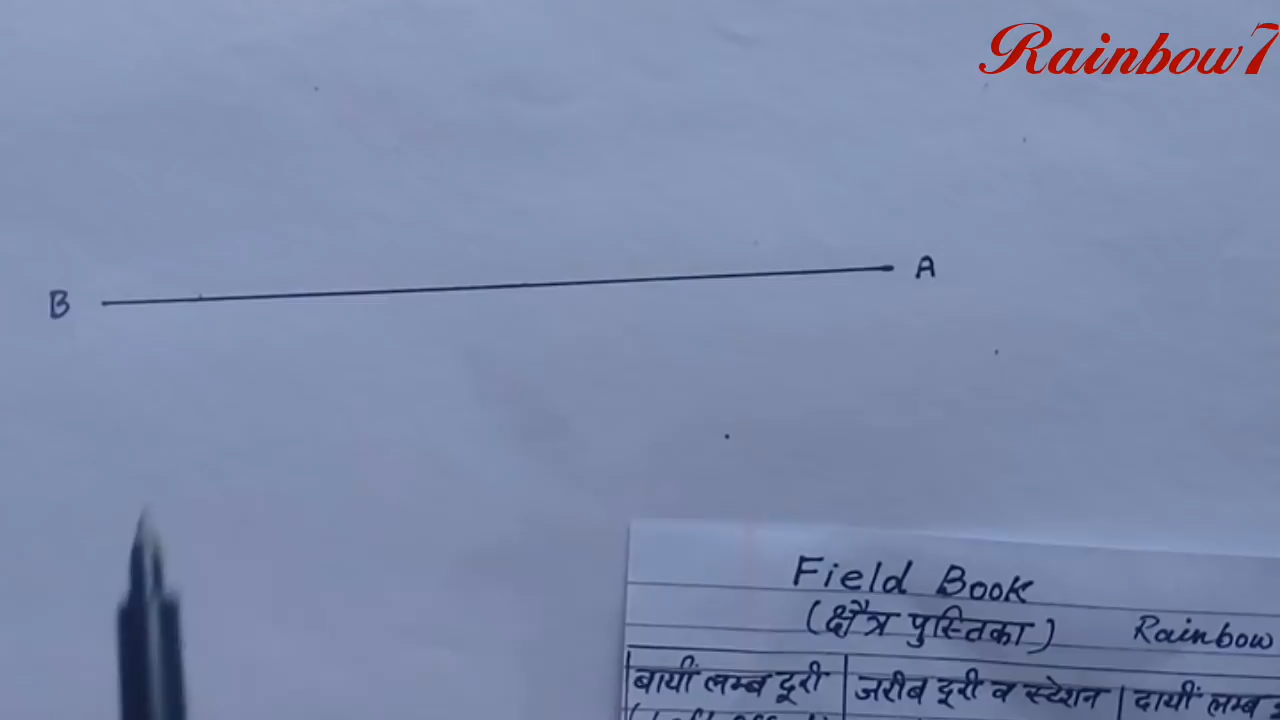 Rainbow7
A
B
Field Book
(क्षैत्र पुस्तिका)
Rainbow
बायीं लम्ब दूरी
जरीब दूरी व स्टेशन
दायीं लम्ब